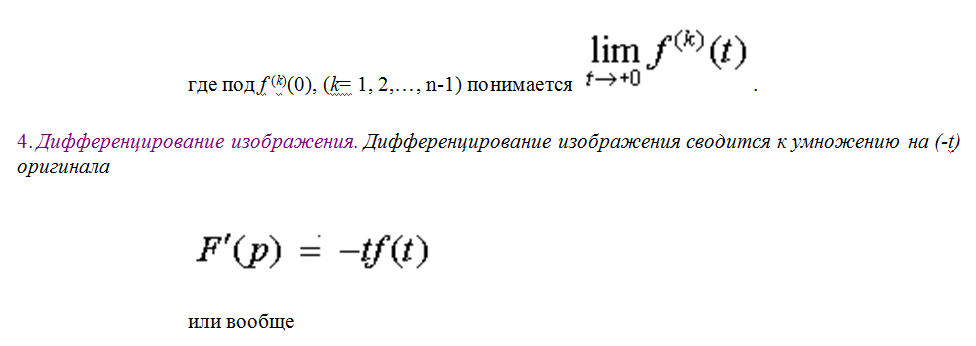 где под f⁽ᵏ⁾(0), (k= 1, 2,…, n-1) понимается lim f⁽ᵏ⁾(t) .
t→+0
4. Дифференцирование изображения. Дифференцирование изображения сводится к умножению на (-t)
оригинала
F′(p) ≐ −tf(t)
или вообще